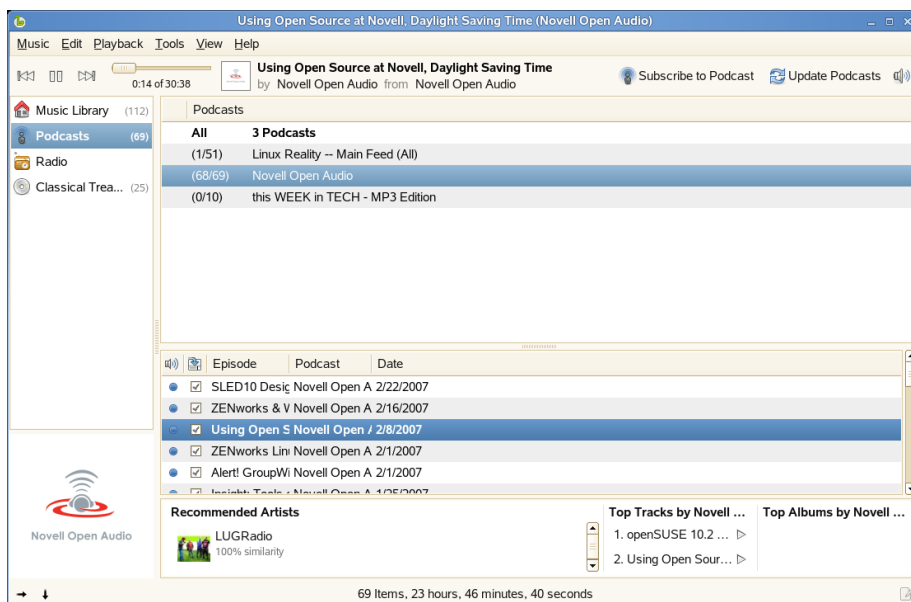 Using Open Source at Novell, Daylight Saving Time (Novell Open Audio)
Music Edit Playback Tools View Help
0:14 of 30:38
Using Open Source at Novell, Daylight Saving Time
by Novell Open Audio from Novell Open Audio
Subscribe to Podcast Update Podcasts
Music Library (112)
Podcasts (69)
Radio
Classical Trea... (25)
Novell Open Audio
Podcasts
All 3 Podcasts
(1/51) Linux Reality -- Main Feed (All)
(68/69) Novell Open Audio
(0/10) this WEEK in TECH - MP3 Edition
Episode Podcast Date
SLED10 Desig Novell Open A 2/22/2007
ZENworks & V Novell Open A 2/16/2007
Using Open S Novell Open A 2/8/2007
ZENworks Lin Novell Open A 2/1/2007
Alert! GroupWi Novell Open A 2/1/2007
Insight: Tools Novell Open A 1/25/2007
Recommended Artists
LUGRadio
100% similarity
Top Tracks by Novell ...
1. openSUSE 10.2 ...
2. Using Open Sour...
Top Albums by Novell ...
69 Items, 23 hours, 46 minutes, 40 seconds